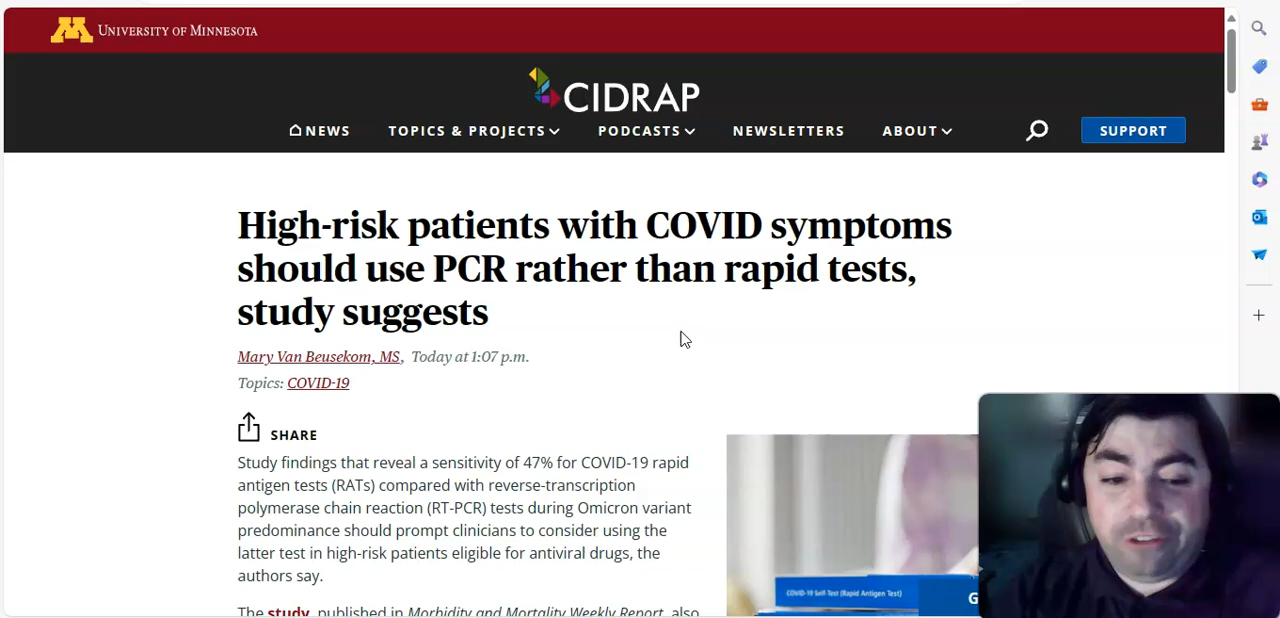 University of Minnesota
CIDRAP
NEWS TOPICS & PROJECTS PODCASTS NEWSLETTERS ABOUT SUPPORT
High-risk patients with COVID symptoms
should use PCR rather than rapid tests,
study suggests
Mary Van Beusekom, MS, Today at 1:07 p.m.
Topics: COVID-19
SHARE
Study findings that reveal a sensitivity of 47% for COVID-19 rapid
antigen tests (RATs) compared with reverse-transcription
polymerase chain reaction (RT-PCR) tests during Omicron variant
predominance should prompt clinicians to consider using the
latter test in high-risk patients eligible for antiviral drugs, the
authors say.
The study, published in Morbidity and Mortality Weekly Report, also
COVID-19 Self-Test (Rapid Antigen Test)
G